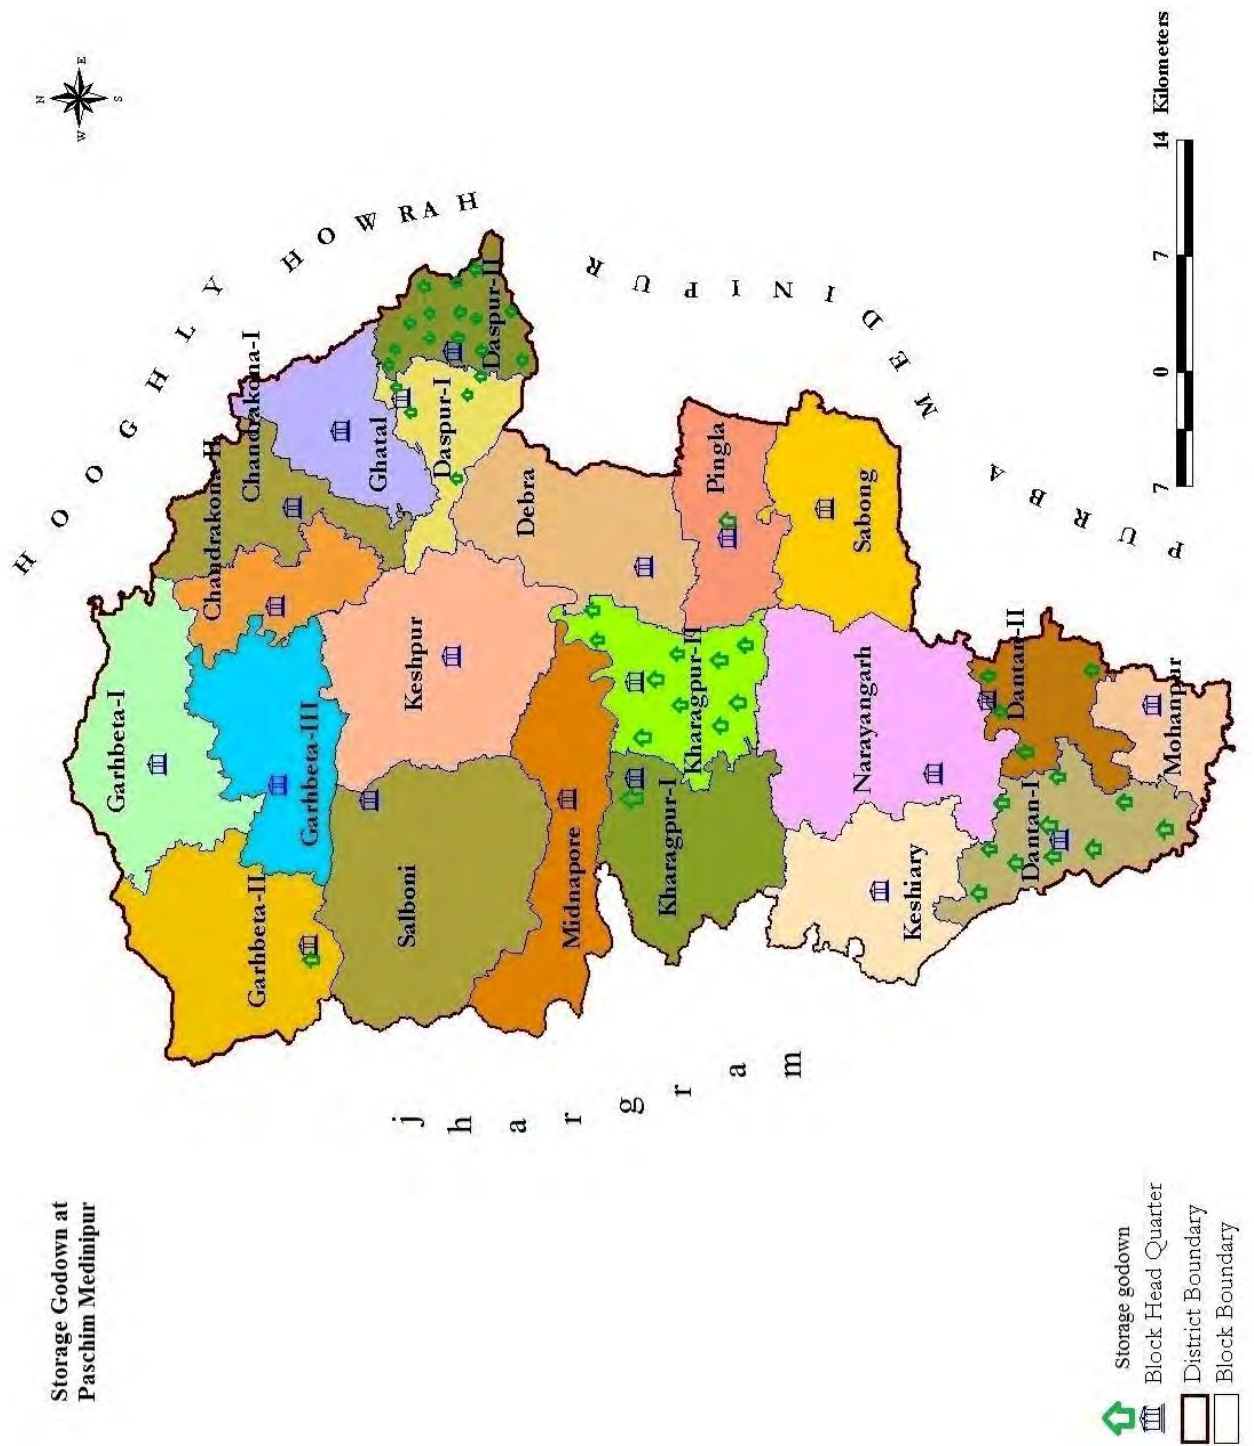 Storage Godown at
Paschim Medinipur
N
W E
S
HOOGHLY
HOWRAH
PURBA MEDINIPUR
jhargram
Garhbeta-I
Garhbeta-II
Garhbeta-III
Chandrakona-II
Chandrakona-I
Ghatal
Daspur-I
Daspur-II
Keshpur
Salboni
Midnapore
Debra
Pingla
Sabong
Kharagpur-I
Kharagpur-II
Narayangarh
Keshiary
Dantan-I
Dantan-II
Mohanpur
Storage godown
Block Head Quarter
District Boundary
Block Boundary
7 0 7 14 Kilometers